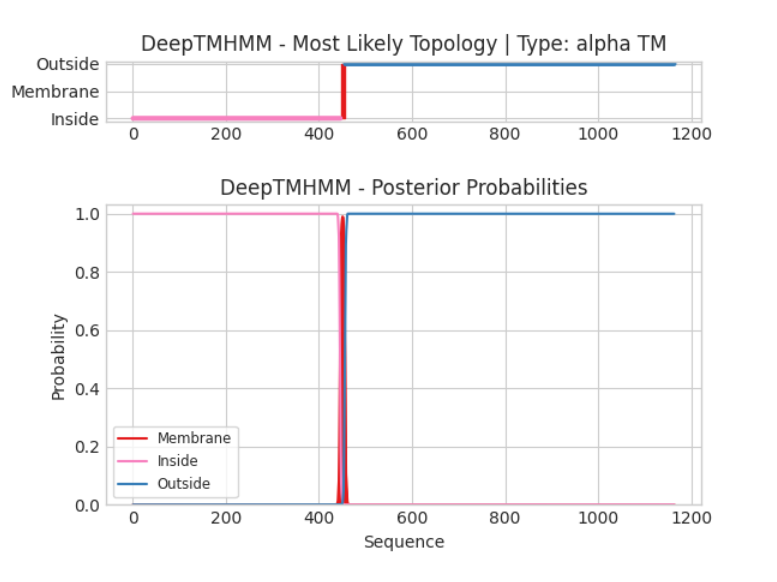 DeepTMHMM - Most Likely Topology | Type: alpha TM
Outside
Membrane
Inside
0 200 400 600 800 1000 1200
DeepTMHMM - Posterior Probabilities
1.0
0.8
0.6
0.4
0.2
0.0
Probability
Membrane
Inside
Outside
0 200 400 600 800 1000 1200
Sequence